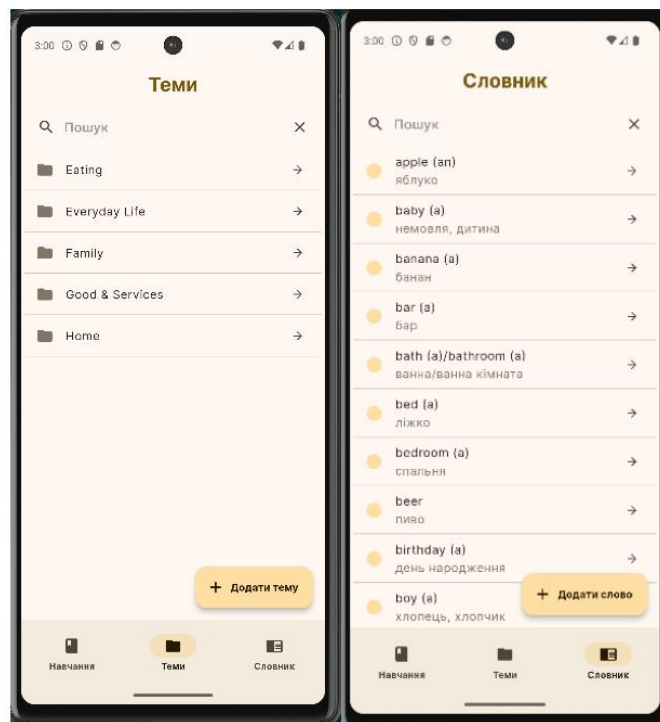 3:00
Теми
Пошук
Eating
Everyday Life
Family
Good & Services
Home
+ Додати тему
Навчання
Теми
Словник
3:00
Словник
Пошук
apple (an)
яблуко
baby (a)
немовля, дитина
banana (a)
банан
bar (a)
бар
bath (a)/bathroom (a)
ванна/ванна кімната
bed (a)
ліжко
bedroom (a)
спальня
beer
пиво
birthday (a)
день народження
boy (a)
хлопець, хлопчик
+ Додати слово
Навчання
Теми
Словник